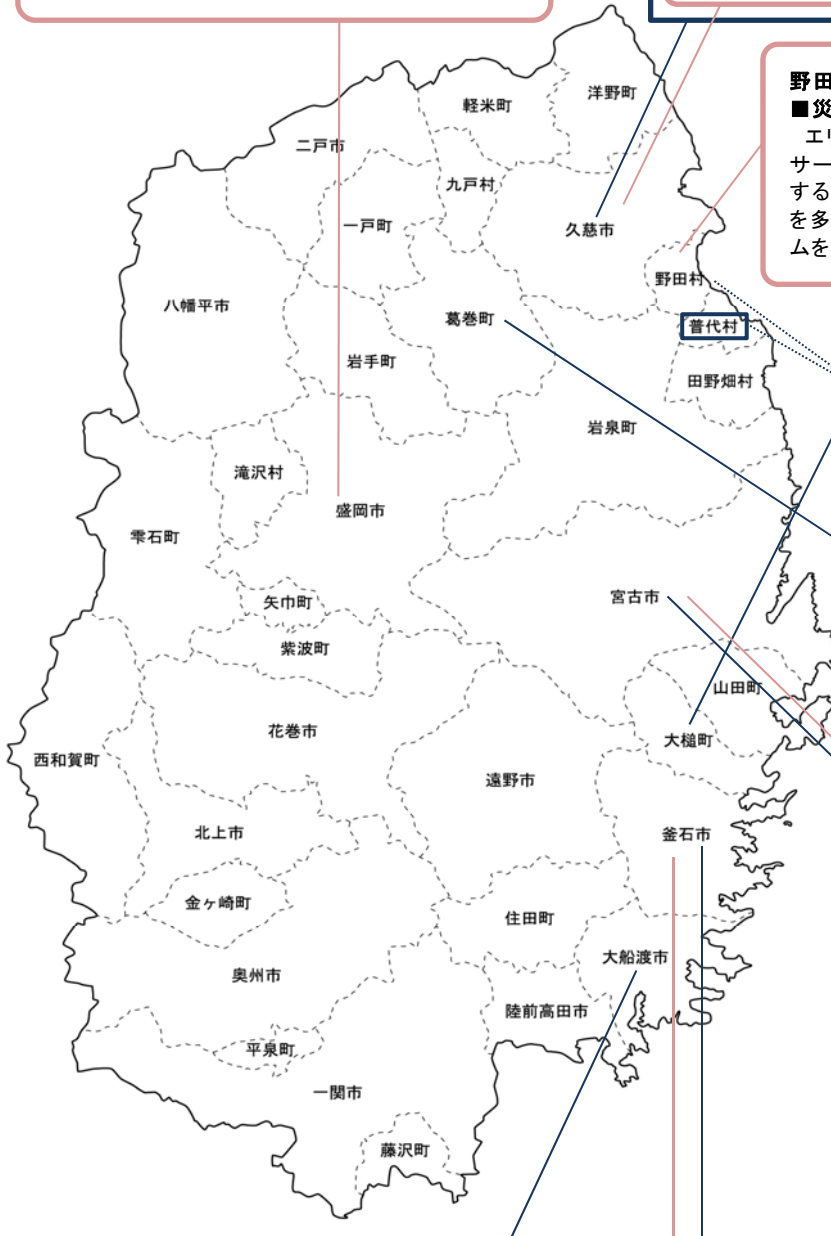 野田
■災
エリ
サー
する
を多
ムを
洋野町
軽米町
二戸市
九戸村
一戸町
久慈市
野田村
八幡平市
葛巻町
普代村
岩手町
田野畑村
岩泉町
滝沢村
盛岡市
雫石町
宮古市
矢巾町
紫波町
山田町
花巻市
大槌町
西和賀町
遠野市
北上市
釜石市
金ヶ崎町
住田町
大船渡市
奥州市
陸前高田市
平泉町
一関市
藤沢町